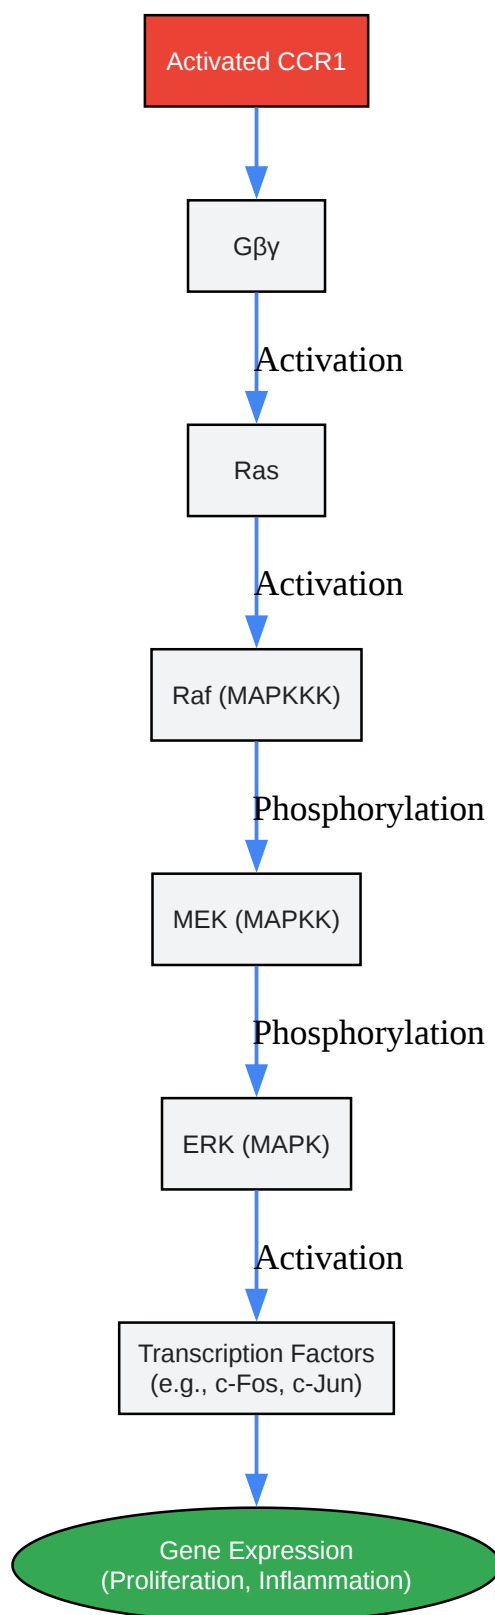 Activated CCR1
Gβγ
Activation
Ras
Activation
Raf (MAPKKK)
Phosphorylation
MEK (MAPKK)
Phosphorylation
ERK (MAPK)
Activation
Transcription Factors
(e.g., c-Fos, c-Jun)
Gene Expression
(Proliferation, Inflammation)